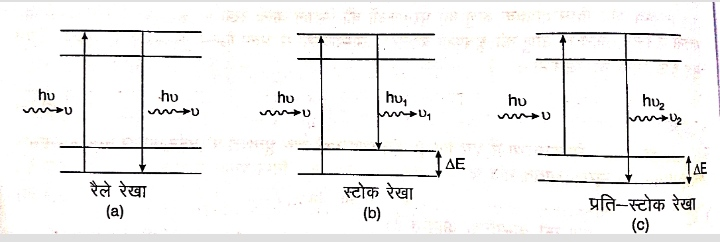 hυ
υ
hυ
υ
रैले रेखा
(a)
hυ
υ
hυ₁
υ₁
ΔE
स्टोक रेखा
(b)
hυ
υ
hυ₂
υ₂
ΔE
प्रति–स्टोक रेखा
(c)